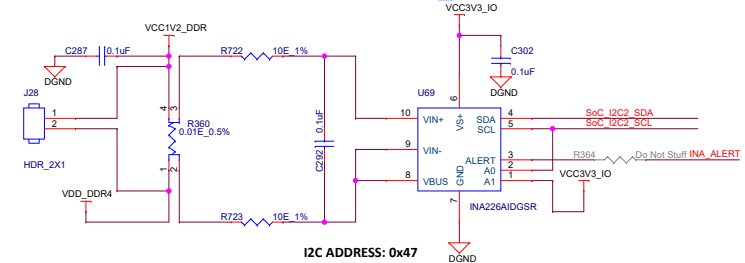 VCC3V3_IO
VCC1V2_DDR
C287 0.1uF
DGND
R722 10E_1%
C302
0.1uF
DGND
J28
1
2
HDR_2X1
4 3
R360
0.01E_0.5%
1 2
VDD_DDR4
C292 0.1uF
R723 10E_1%
U69
6
10 VIN+ VS+ SDA 4 SoC_I2C2_SDA
SCL 5 SoC_I2C2_SCL
9 VIN-
ALERT 3 R364 Do Not Stuff INA_ALERT
A0 2
8 VBUS GND A1 1 VCC3V3_IO
7
INA226AIDGSR
DGND
I2C ADDRESS: 0x47